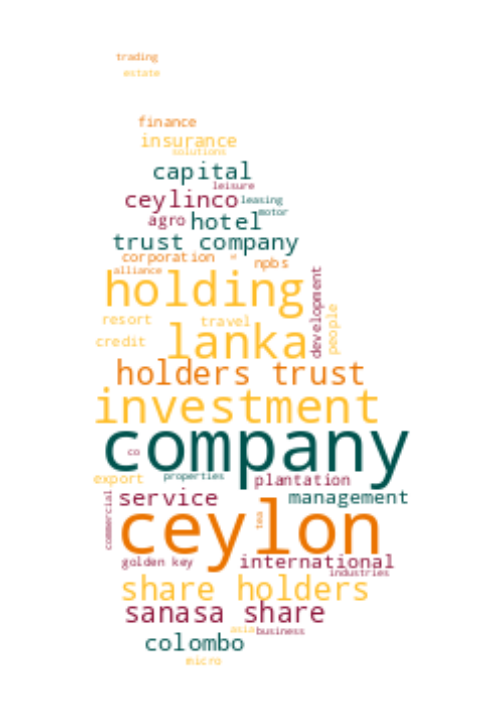 trading
estate
finance
insurance
solutions
capital
leisure
ceylinco leasing
motor
agro hotel
trust company
corporation
npbs
alliance
holding
development
people
resort travel
credit lanka
holders trust
investment
company
co
export properties plantation
commercial
service management
ceylon
tea
golden key international
industries
share holders
sanasa share
asia business
colombo
micro